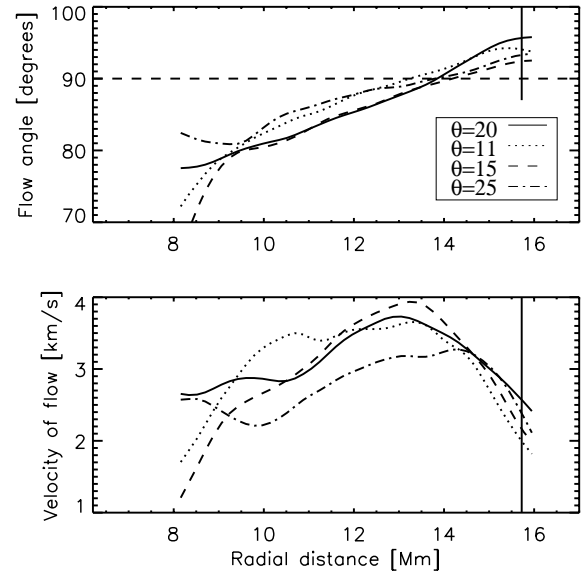 100
90
80
70
Flow angle [degrees]
θ=20
θ=11
θ=15
θ=25
8 10 12 14 16
4
3
2
1
Velocity of flow [km/s]
8 10 12 14 16
Radial distance [Mm]